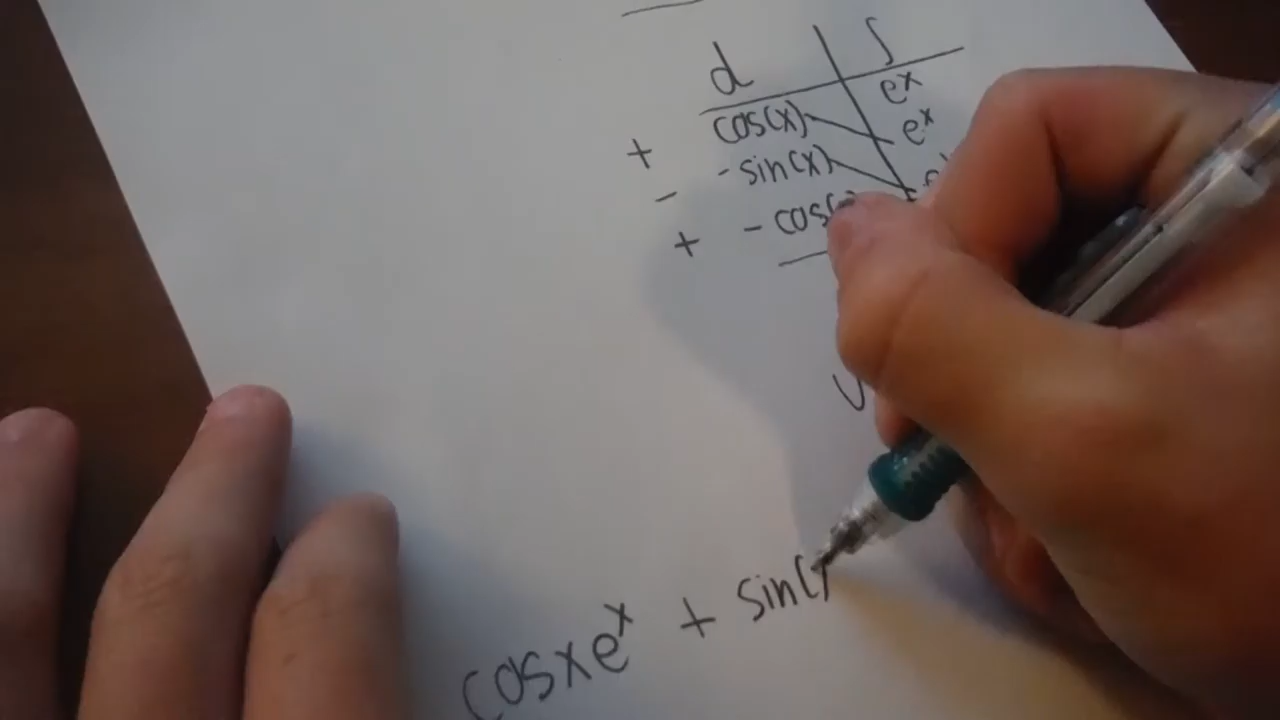 d ∫
cos(x) e^x
+ -sin(x) e^x
- -cos(
+
cosxe^x + sin(